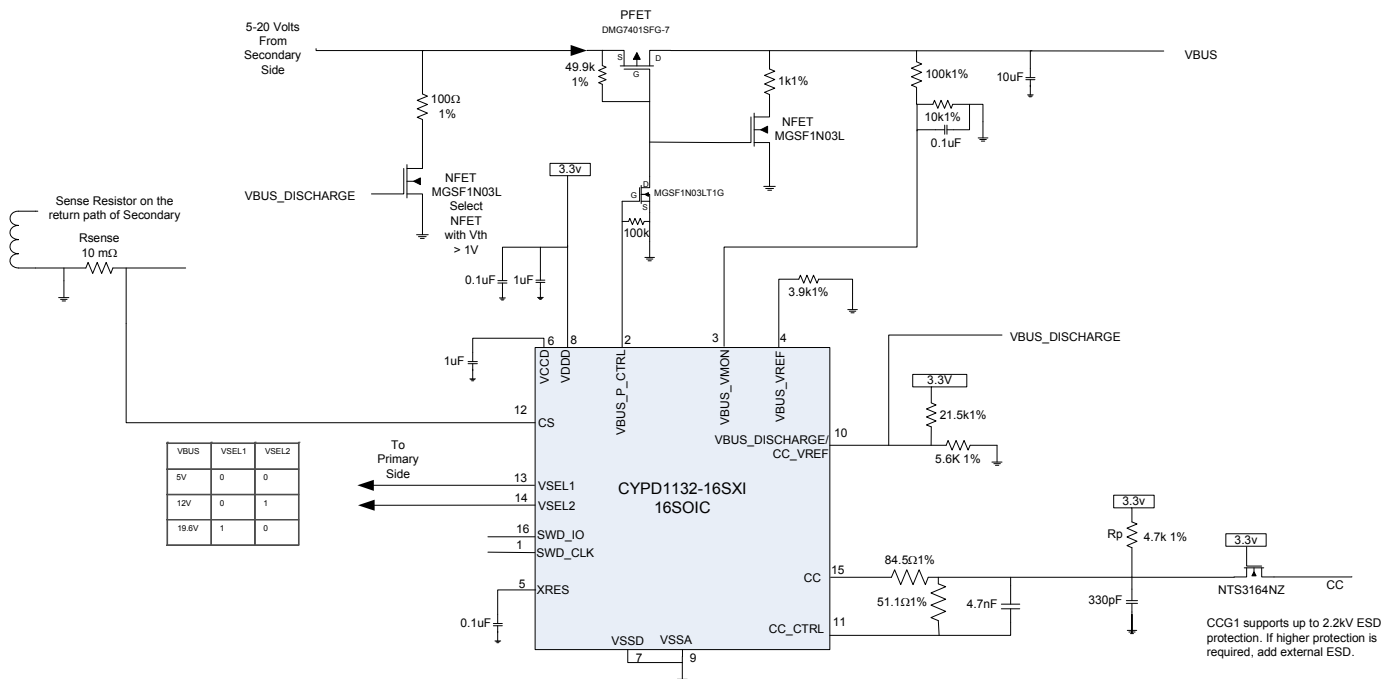 PFET
DMG7401SFG-7
5-20 Volts
From
Secondary
Side
S
D
G
VBUS
49.9k
1%
1k1%
100k1%
10uF
100Ω
1%
10k1%
0.1uF
NFET
MGSF1N03L
3.3v
VBUS_DISCHARGE
NFET
MGSF1N03L
Select
NFET
with Vth
> 1V
D
G
S
MGSF1N03LT1G
100k
Sense Resistor on the
return path of Secondary
Rsense
10 mΩ
0.1uF
1uF
3.9k1%
1uF
6
8
2
3
4
VCCD
VDDD
VBUS_P_CTRL
VBUS_VMON
VBUS_VREF
VBUS_DISCHARGE
3.3V
21.5k1%
5.6K 1%
12
CS
VBUS_DISCHARGE/
CC_VREF
10
VBUS VSEL1 VSEL2
5V 0 0
12V 0 1
19.6V 1 0
To
Primary
Side
13
VSEL1
14
VSEL2
CYPD1132-16SXI
16SOIC
16
SWD_IO
1
SWD_CLK
5
XRES
0.1uF
3.3v
Rp
4.7k 1%
3.3v
CC
15
84.5Ω1%
51.1Ω1%
4.7nF
330pF
NTS3164NZ
CC
CC_CTRL
11
VSSD
VSSA
7
9
CCG1 supports up to 2.2kV ESD
protection. If higher protection is
required, add external ESD.